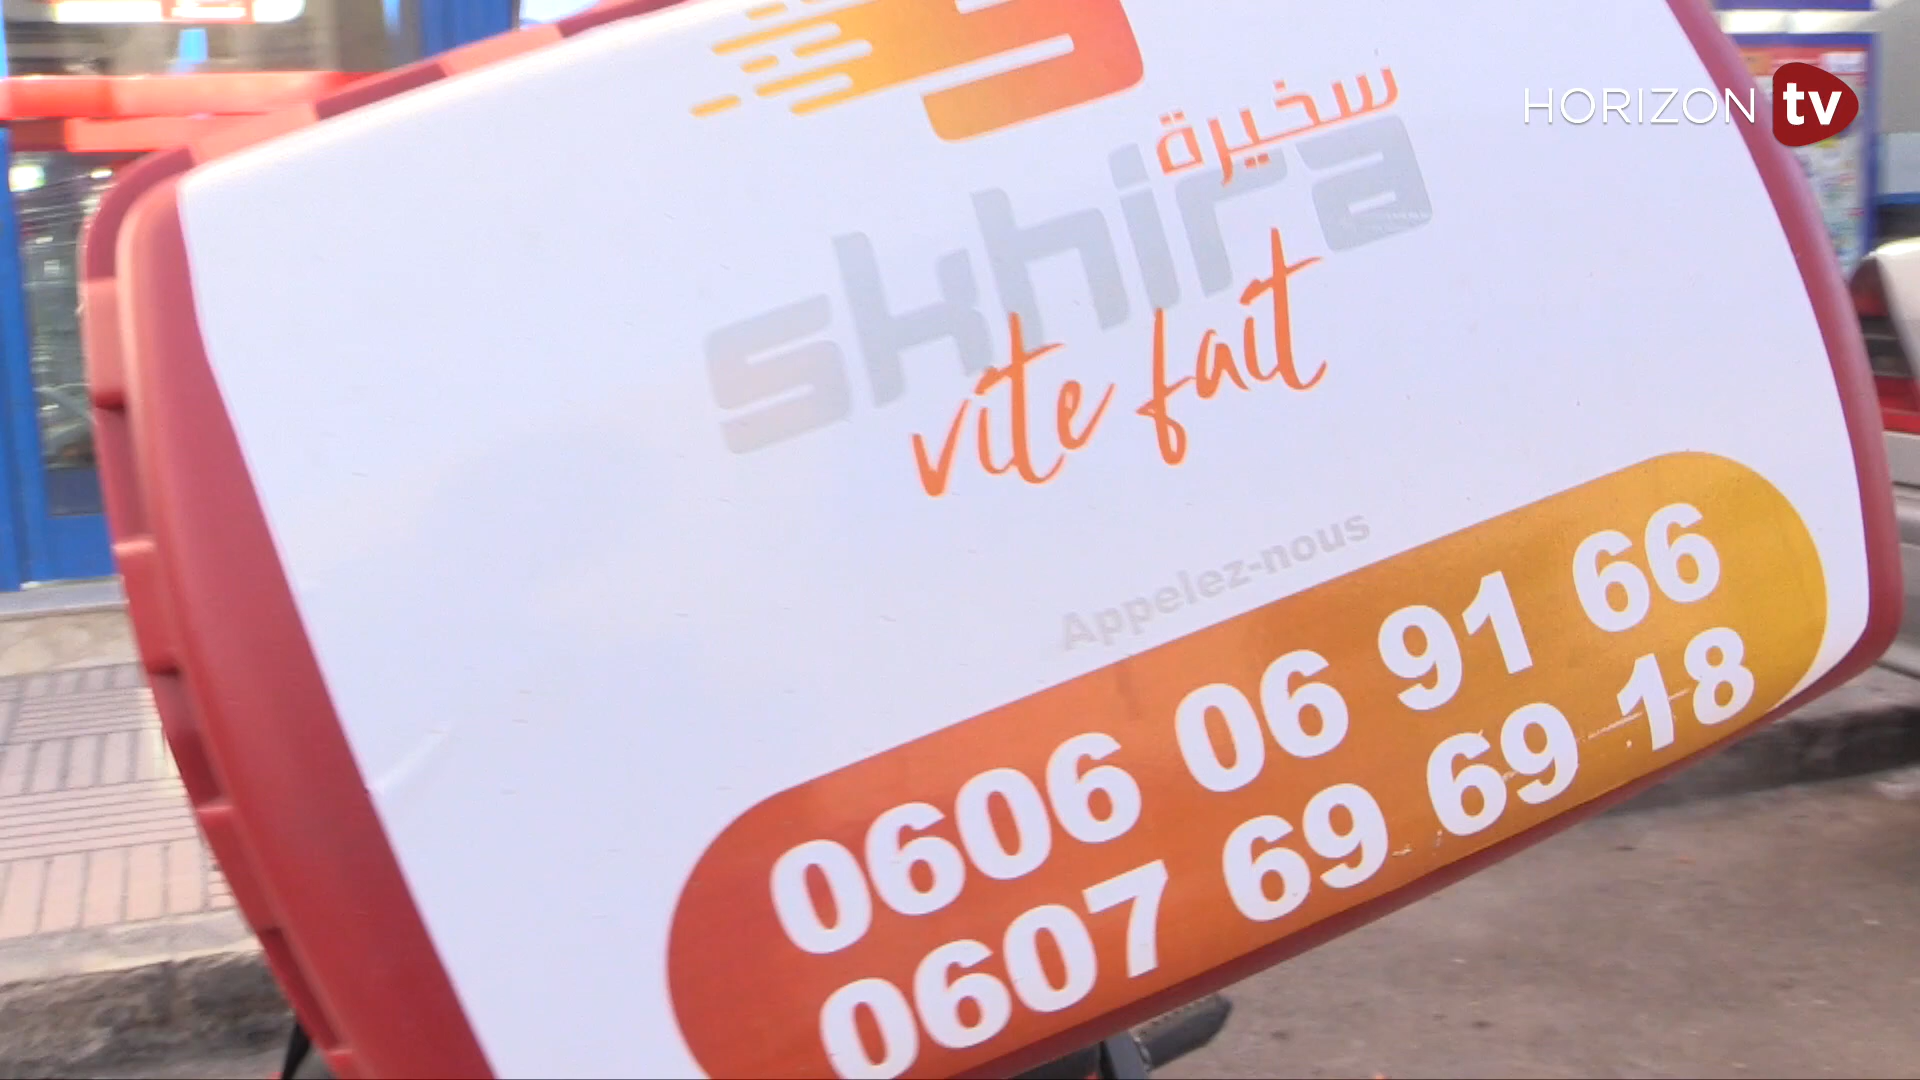 HORIZON tv
سخيرة
skhira
vite fait
Appelez-nous
0606 06 91 66
0607 69 69 18